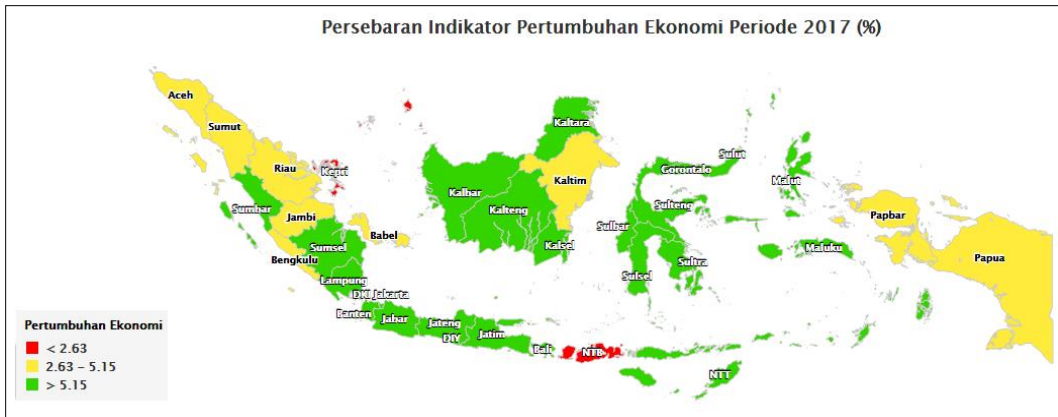 Persebaran Indikator Pertumbuhan Ekonomi Periode 2017 (%)
Aceh
Sumut
Kaltara
Riau
Kepri
Sulut
Gorontalo
Malut
Kaltim
Kalbar
Sumbar
Kalteng
Sulteng
Jambi
Papbar
Babel
Sulbar
Sumsel
Kalsel
Maluku
Bengkulu
Papua
Sultra
Sulsel
Lampung
DKI Jakarta
Banten
Jabar
Jateng
Jatim
DIY
Bali
NTB
NTT
Pertumbuhan Ekonomi
< 2.63
2.63 – 5.15
> 5.15